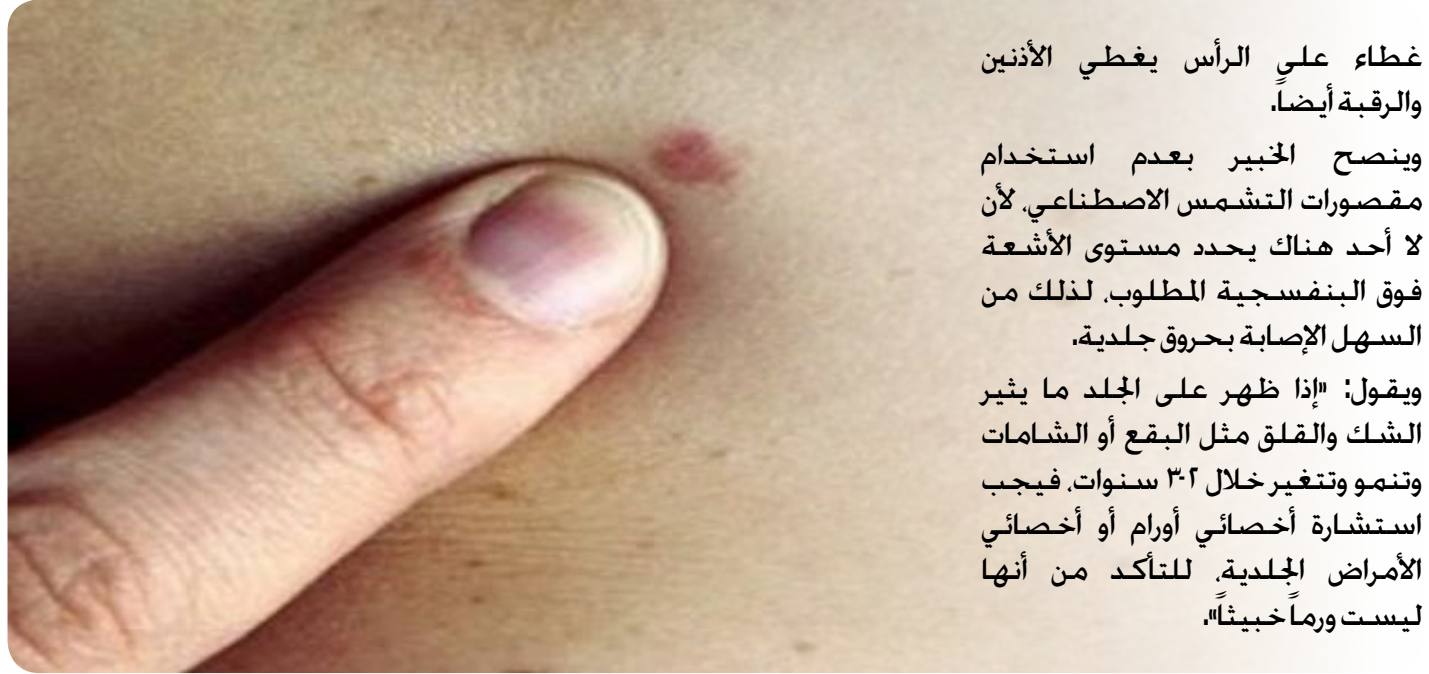 غطاء على الرأس يغطي الأذنين
والرقبة أيضاً.
وينصح الخبير بعدم استخدام
مقصورات التشمس الاصطناعي، لأن
لا أحد هناك يحدد مستوى الأشعة
فوق البنفسجية المطلوب، لذلك من
السهل الإصابة بحروق جلدية.
ويقول: «إذا ظهر على الجلد ما يثير
الشك والقلق مثل البقع أو الشامات
وتنمو وتتغير خلال ٢-٣ سنوات، فيجب
استشارة أخصائي أورام أو أخصائي
الأمراض الجلدية، للتأكد من أنها
ليست ورماً خبيثاً».